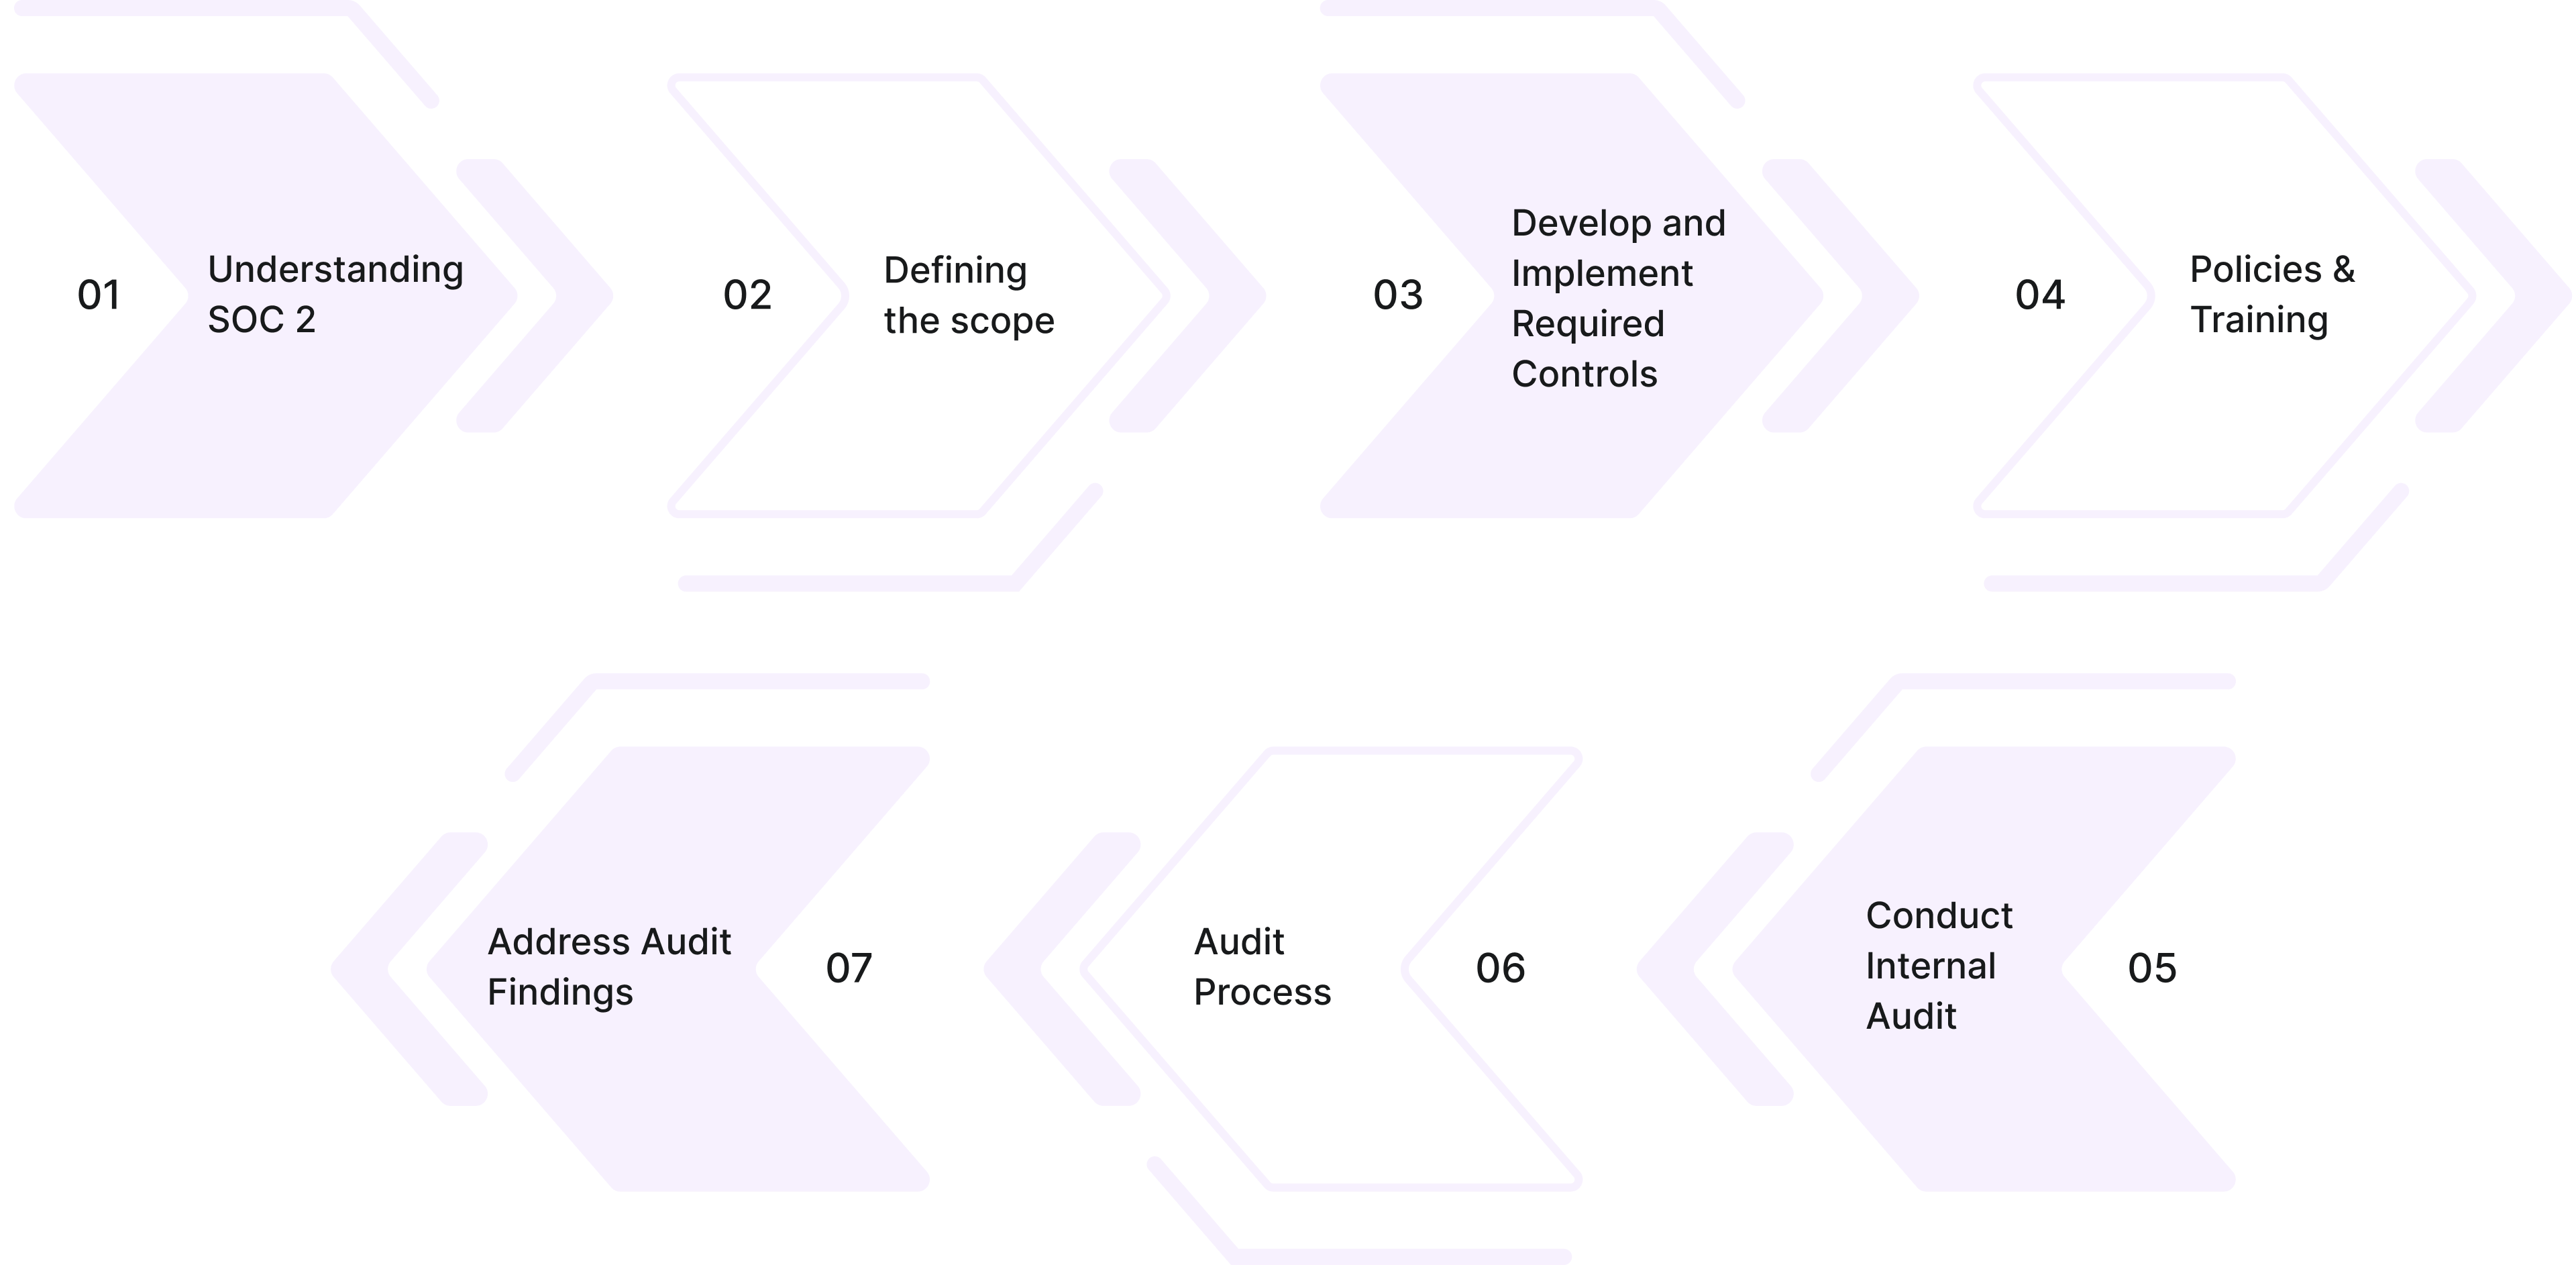 01
Understanding
SOC 2
02
Defining
the scope
03
Develop and
Implement
Required
Controls
04
Policies &
Training
05
Conduct
Internal
Audit
06
Audit
Process
07
Address Audit
Findings